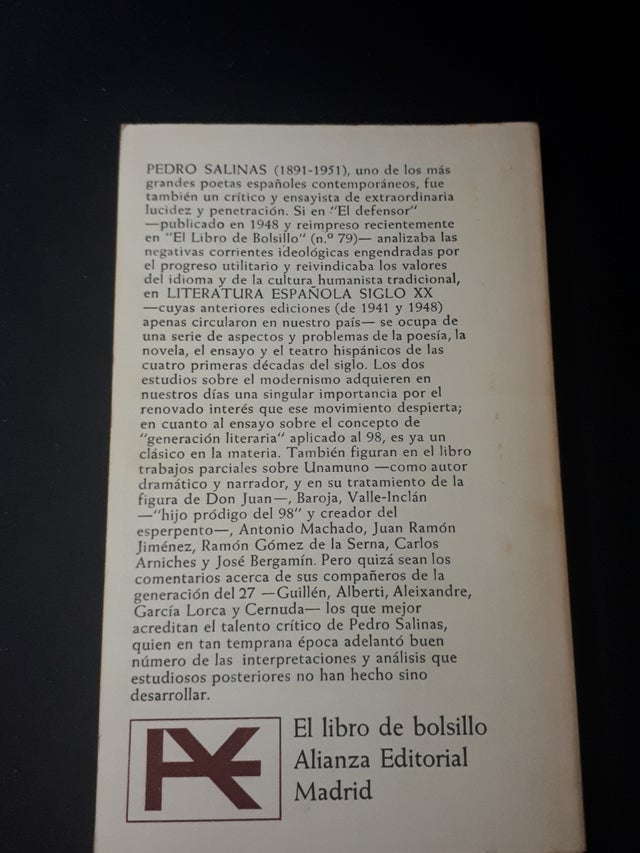 PEDRO SALINAS (1891-1951), uno de los más
grandes poetas españoles contemporáneos, fue
también un crítico y ensayista de extraordinaria
lucidez y penetración. Si en "El defensor"
—publicado en 1948 y reimpreso recientemente
en "El Libro de Bolsillo" (n.º 79)— analizaba las
negativas corrientes ideológicas engendradas por
el progreso utilitario y reivindicaba los valores
del idioma y de la cultura humanista tradicional,
en LITERATURA ESPAÑOLA SIGLO XX
—cuyas anteriores ediciones (de 1941 y 1948)
apenas circularon en nuestro país— se ocupa de
una serie de aspectos y problemas de la poesía, la
novela, el ensayo y el teatro hispánicos de las
cuatro primeras décadas del siglo. Los dos
estudios sobre el modernismo adquieren en
nuestros días una singular importancia por el
renovado interés que ese movimiento despierta;
en cuanto al ensayo sobre el concepto de
"generación literaria" aplicado al 98, es ya un
clásico en la materia. También figuran en el libro
trabajos parciales sobre Unamuno —como autor
dramático y narrador, y en su tratamiento de la
figura de Don Juan—, Baroja, Valle-Inclán
—"hijo pródigo del 98" y creador del
esperpento—, Antonio Machado, Juan Ramón
Jiménez, Ramón Gómez de la Serna, Carlos
Arniches y José Bergamín. Pero quizá sean los
comentarios acerca de sus compañeros de la
generación del 27 —Guillén, Alberti, Aleixandre,
García Lorca y Cernuda— los que mejor
acreditan el talento crítico de Pedro Salinas,
quien en tan temprana época adelantó buen
número de las interpretaciones y análisis que
estudiosos posteriores no han hecho sino
desarrollar.
El libro de bolsillo
Alianza Editorial
Madrid